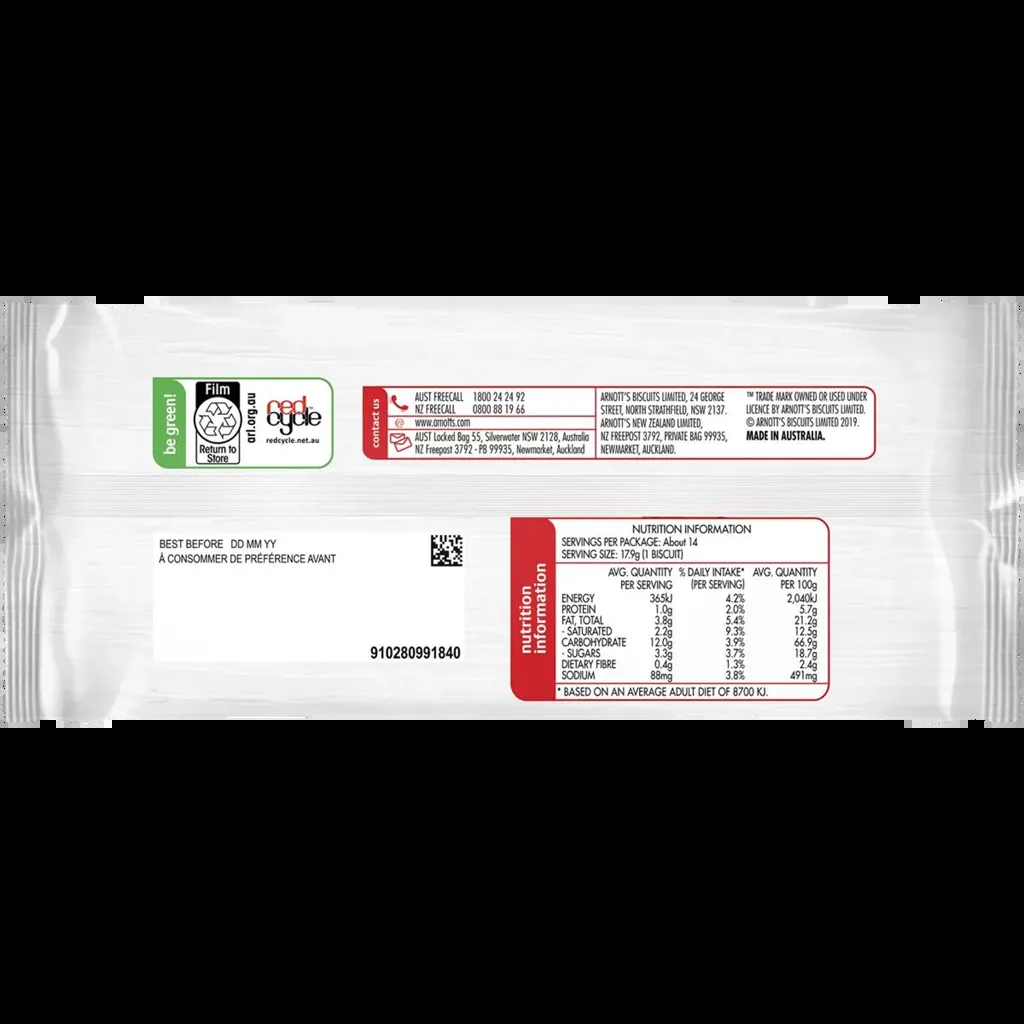 be green!
Film
Return to
Store
arl.org.au
red
cycle
redcycle.net.au
contact us
AUST FREECALL 1800 24 24 92
NZ FREECALL 0800 88 19 66
@ www.arnotts.com
AUST Locked Bag 55, Silverwater NSW 2128, Australia
NZ Freepost 3792 - PB 99935, Newmarket, Auckland
ARNOTT'S BISCUITS LIMITED, 24 GEORGE
STREET, NORTH STRATHFIELD, NSW 2137.
ARNOTT'S NEW ZEALAND LIMITED,
NZ FREEPOST 3792, PRIVATE BAG 99935,
NEWMARKET, AUCKLAND.
™ TRADE MARK OWNED OR USED UNDER
LICENCE BY ARNOTT'S BISCUITS LIMITED.
© ARNOTT'S BISCUITS LIMITED 2019.
MADE IN AUSTRALIA.
BEST BEFORE DD MM YY
À CONSOMMER DE PRÉFÉRENCE AVANT
910280991840
nutrition
information
NUTRITION INFORMATION
SERVINGS PER PACKAGE: About 14
SERVING SIZE: 17.9g (1 BISCUIT)
AVG. QUANTITY % DAILY INTAKE* AVG. QUANTITY
PER SERVING (PER SERVING) PER 100g
ENERGY 365kJ 4.2% 2,040kJ
PROTEIN 1.0g 2.0% 5.7g
FAT, TOTAL 3.8g 5.4% 21.2g
- SATURATED 2.2g 9.3% 12.5g
CARBOHYDRATE 12.0g 3.9% 66.9g
- SUGARS 3.3g 3.7% 18.7g
DIETARY FIBRE 0.4g 1.3% 2.4g
SODIUM 88mg 3.8% 491mg
* BASED ON AN AVERAGE ADULT DIET OF 8700 KJ.